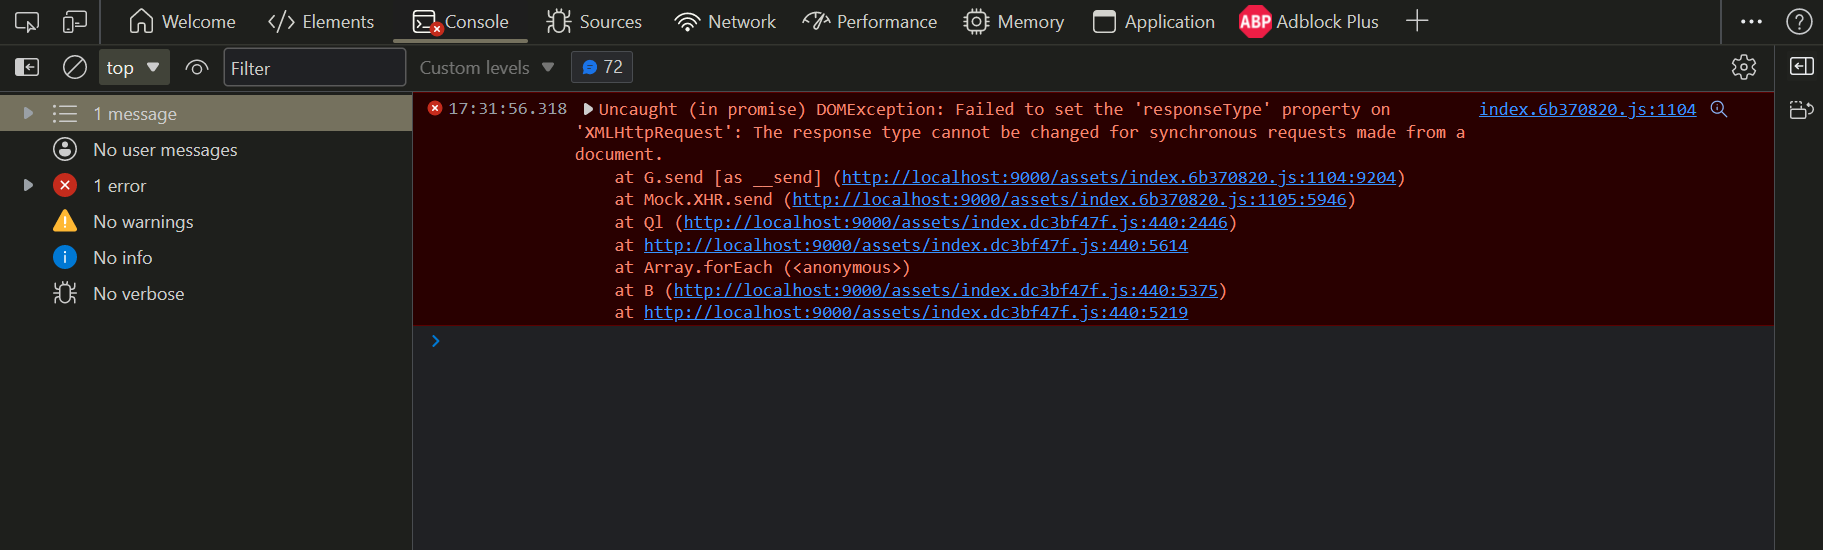 Welcome Elements Console Sources Network Performance Memory Application ABP Adblock Plus
top Filter Custom levels 72
1 message
No user messages
1 error
No warnings
No info
No verbose
17:31:56.318 Uncaught (in promise) DOMException: Failed to set the 'responseType' property on index.6b370820.js:1104
'XMLHttpRequest': The response type cannot be changed for synchronous requests made from a
document.
at G.send [as __send] (http://localhost:9000/assets/index.6b370820.js:1104:9204)
at Mock.XHR.send (http://localhost:9000/assets/index.6b370820.js:1105:5946)
at Ql (http://localhost:9000/assets/index.dc3bf47f.js:440:2446)
at http://localhost:9000/assets/index.dc3bf47f.js:440:5614
at Array.forEach (<anonymous>)
at B (http://localhost:9000/assets/index.dc3bf47f.js:440:5375)
at http://localhost:9000/assets/index.dc3bf47f.js:440:5219